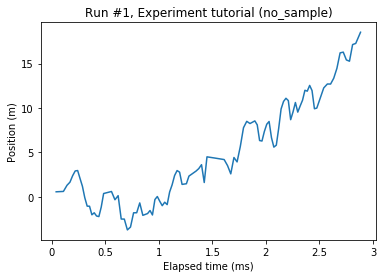 Run #1, Experiment tutorial (no_sample)
Position (m)
15
10
5
0
0 0.5 1 1.5 2 2.5 3
Elapsed time (ms)